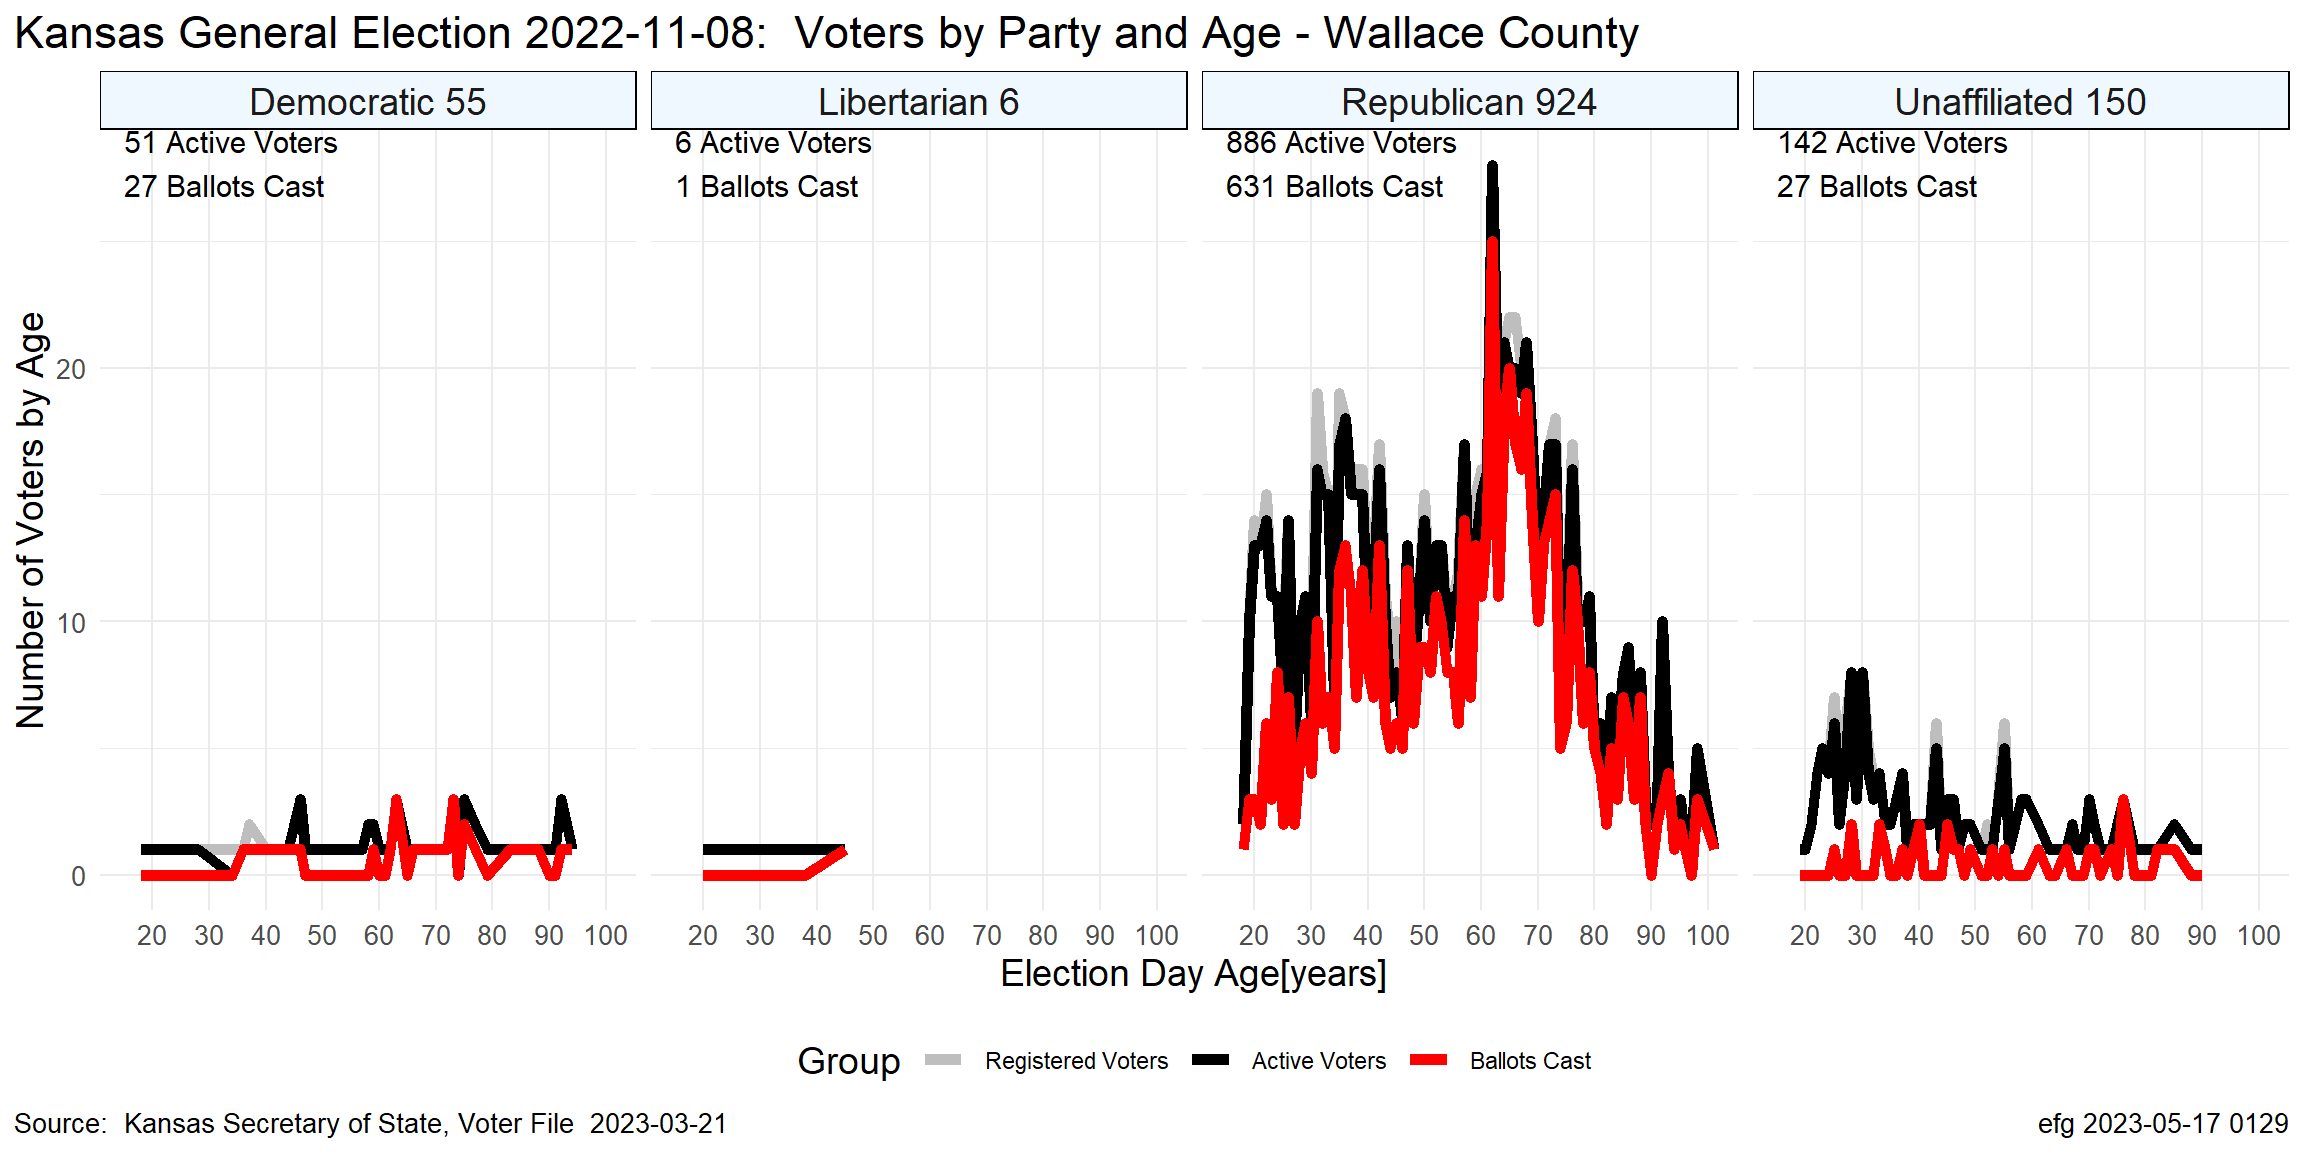 Kansas General Election 2022-11-08:  Voters by Party and Age - Wallace County
Democratic 55
Libertarian 6
Republican 924
Unaffiliated 150
51 Active Voters
27 Ballots Cast
6 Active Voters
1 Ballots Cast
886 Active Voters
631 Ballots Cast
142 Active Voters
27 Ballots Cast
Number of Voters by Age
20
10
0
20 30 40 50 60 70 80 90 100
20 30 40 50 60 70 80 90 100
20 30 40 50 60 70 80 90 100
20 30 40 50 60 70 80 90 100
Election Day Age[years]
Group Registered Voters Active Voters Ballots Cast
Source:  Kansas Secretary of State, Voter File  2023-03-21
efg 2023-05-17 0129